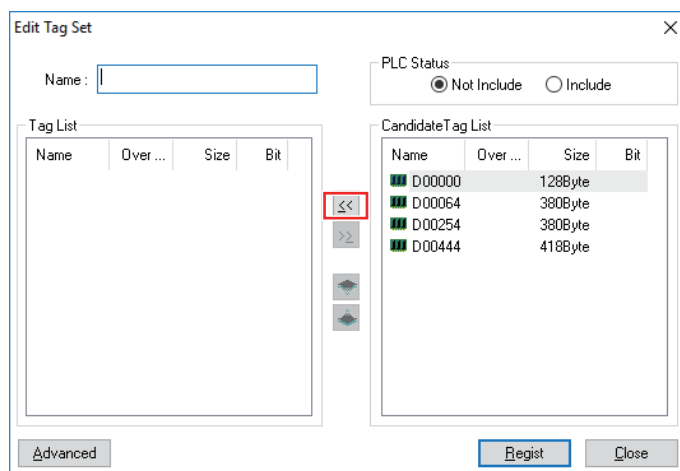 Edit Tag Set
Name :
PLC Status
Not Include Include
Tag List
Name Over ... Size Bit
CandidateTag List
Name Over ... Size Bit
D00000 128Byte
D00064 380Byte
D00254 380Byte
D00444 418Byte
<<
>>
Advanced
Regist Close